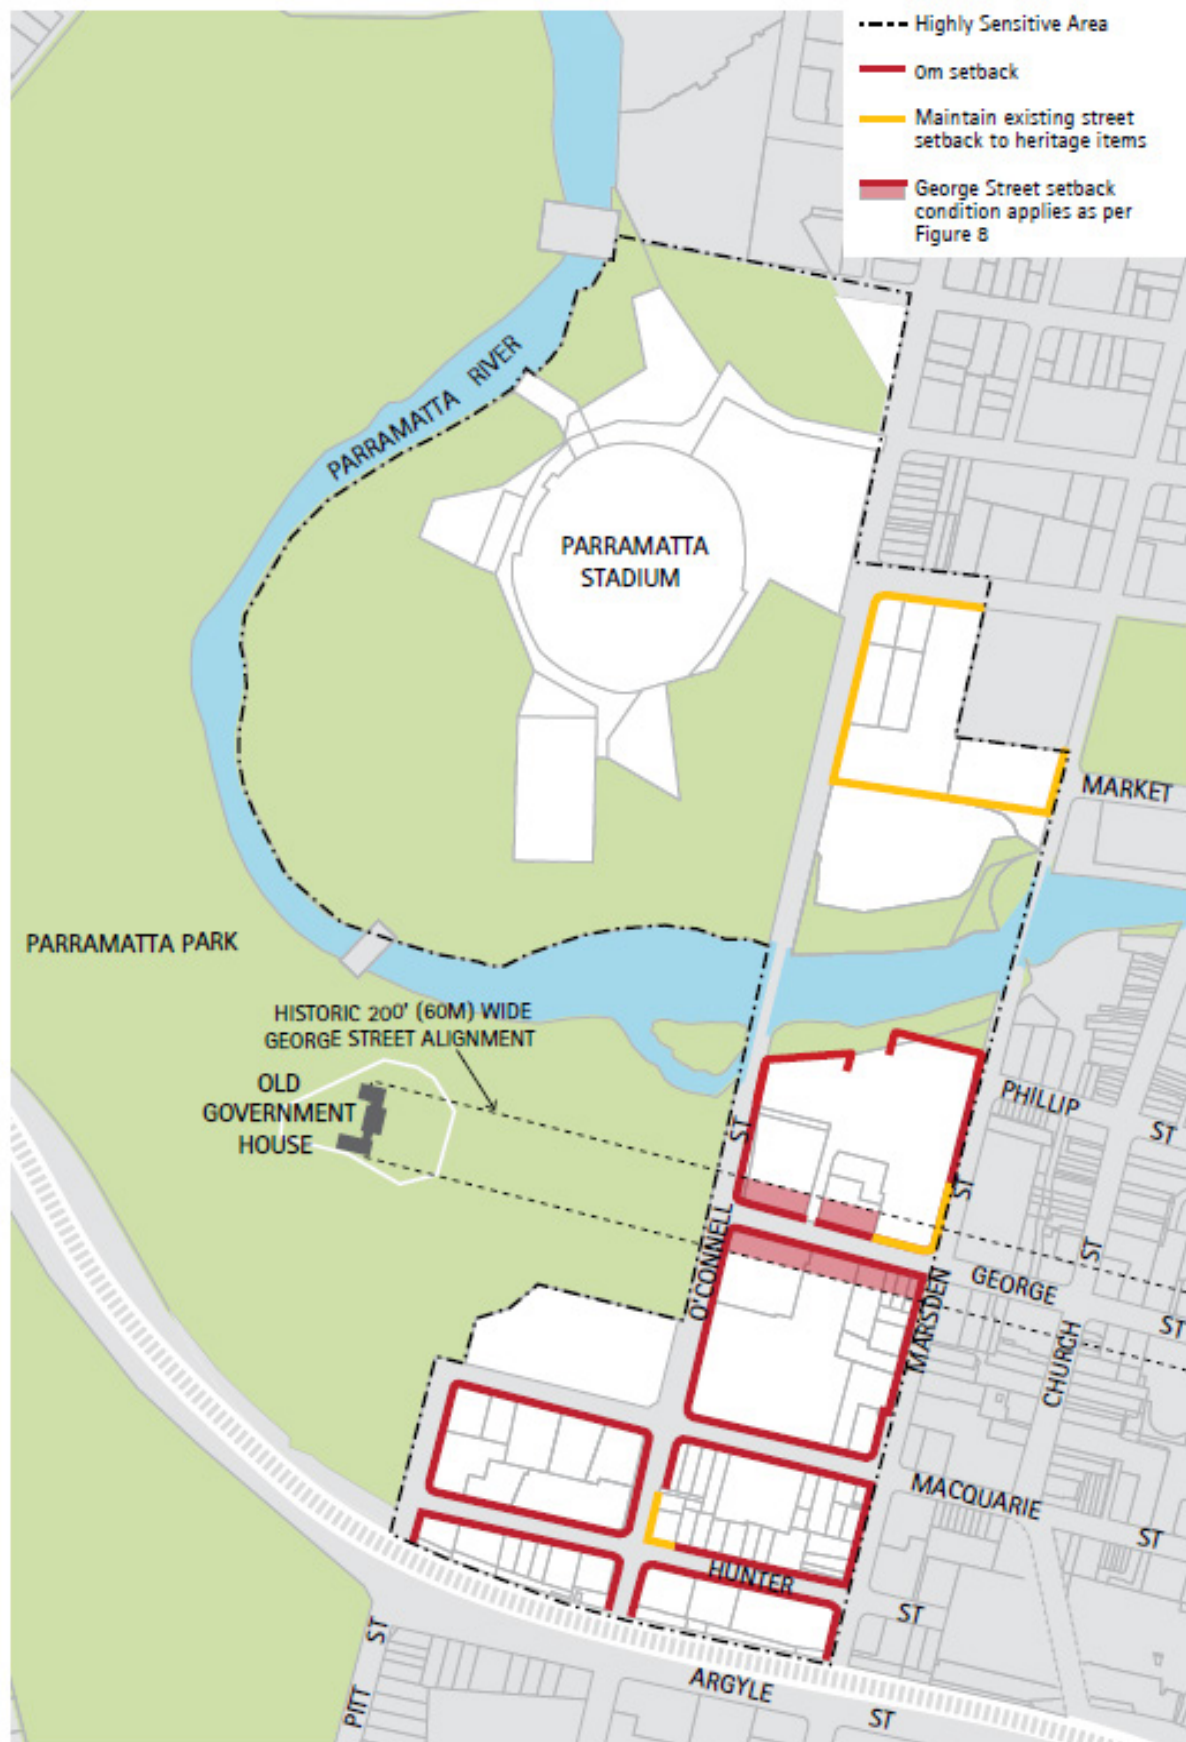 Highly Sensitive Area
0m setback
Maintain existing street
setback to heritage items
George Street setback
condition applies as per
Figure 8
PARRAMATTA RIVER
PARRAMATTA
STADIUM
MARKET
PARRAMATTA PARK
HISTORIC 200' (60M) WIDE
GEORGE STREET ALIGNMENT
OLD
GOVERNMENT
HOUSE
PHILLIP
ST
O'CONNELL ST
MARSDEN ST
GEORGE
ST
CHURCH ST
MACQUARIE
ST
HUNTER
ST
ARGYLE
ST
PITT ST